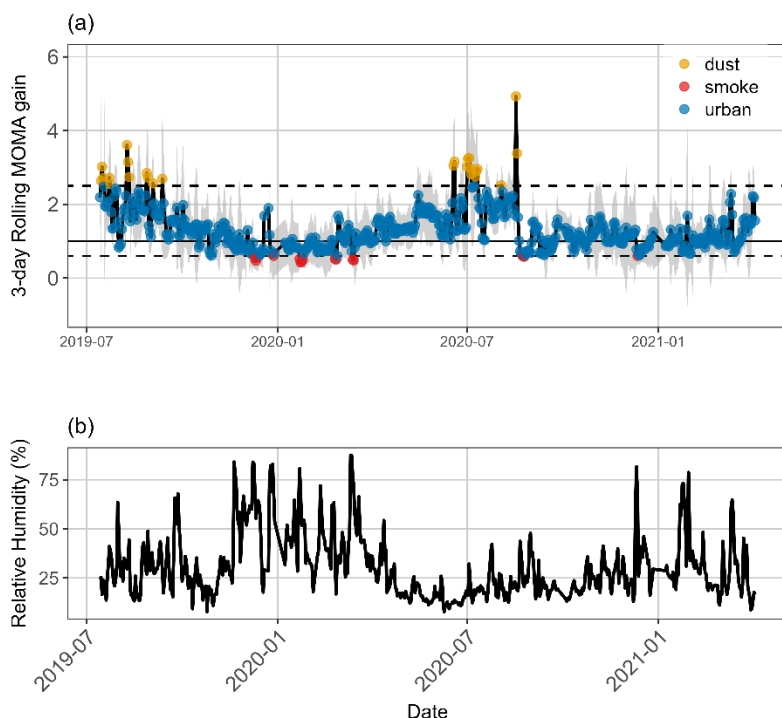 (a)
3-day Rolling MOMA gain
6
4
2
0
dust
smoke
urban
2019-07
2020-01
2020-07
2021-01
(b)
Relative Humidity (%)
75
50
25
2019-07
2020-01
2020-07
2021-01
Date